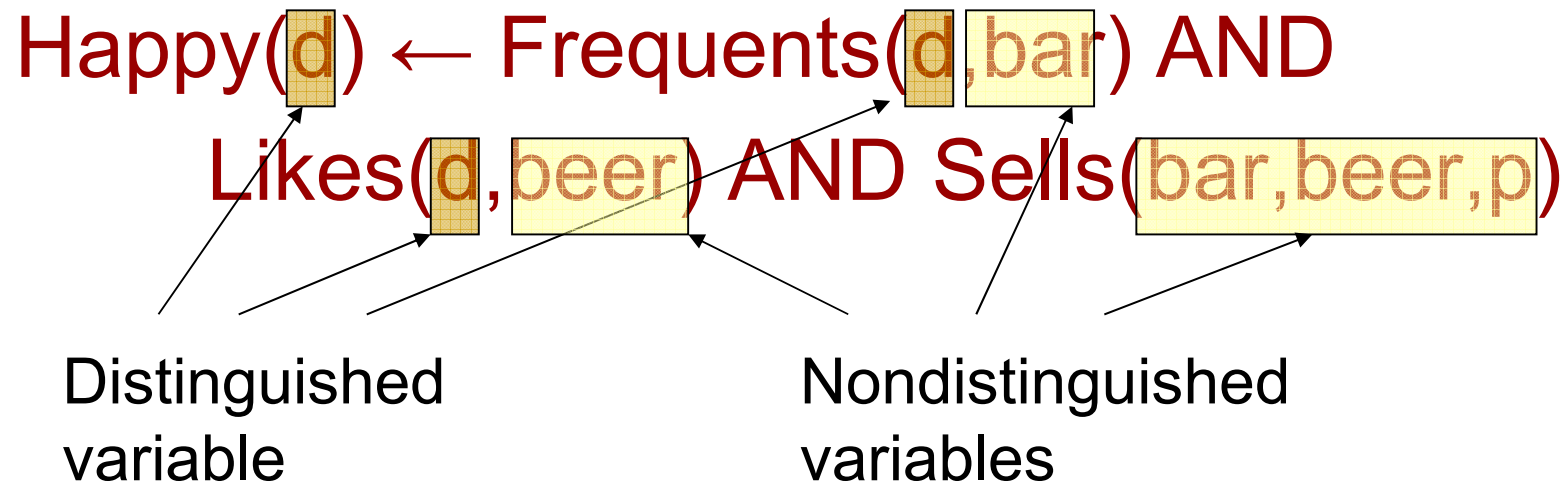 Happy(d) ← Frequents(d,bar) AND
Likes(d,beer) AND Sells(bar,beer,p)
Distinguished
variable
Nondistinguished
variables